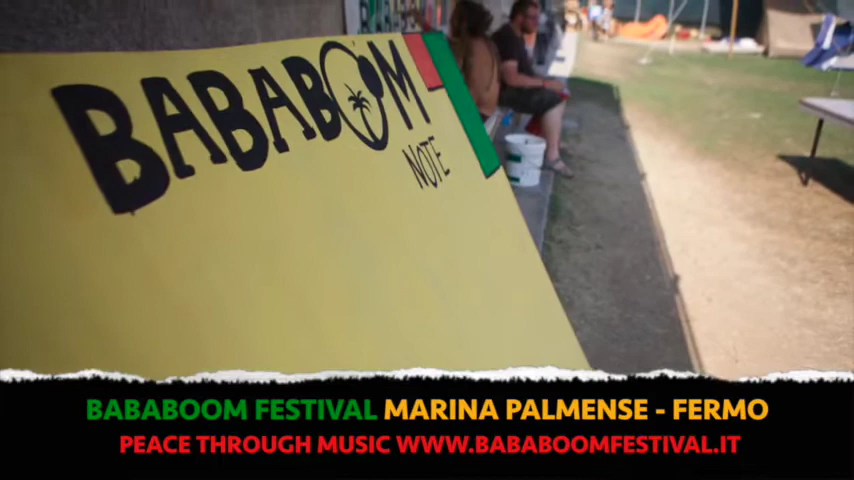 BABABOOM
NOTE
BABABOOM FESTIVAL MARINA PALMENSE - FERMO
PEACE THROUGH MUSIC WWW.BABABOOMFESTIVAL.IT